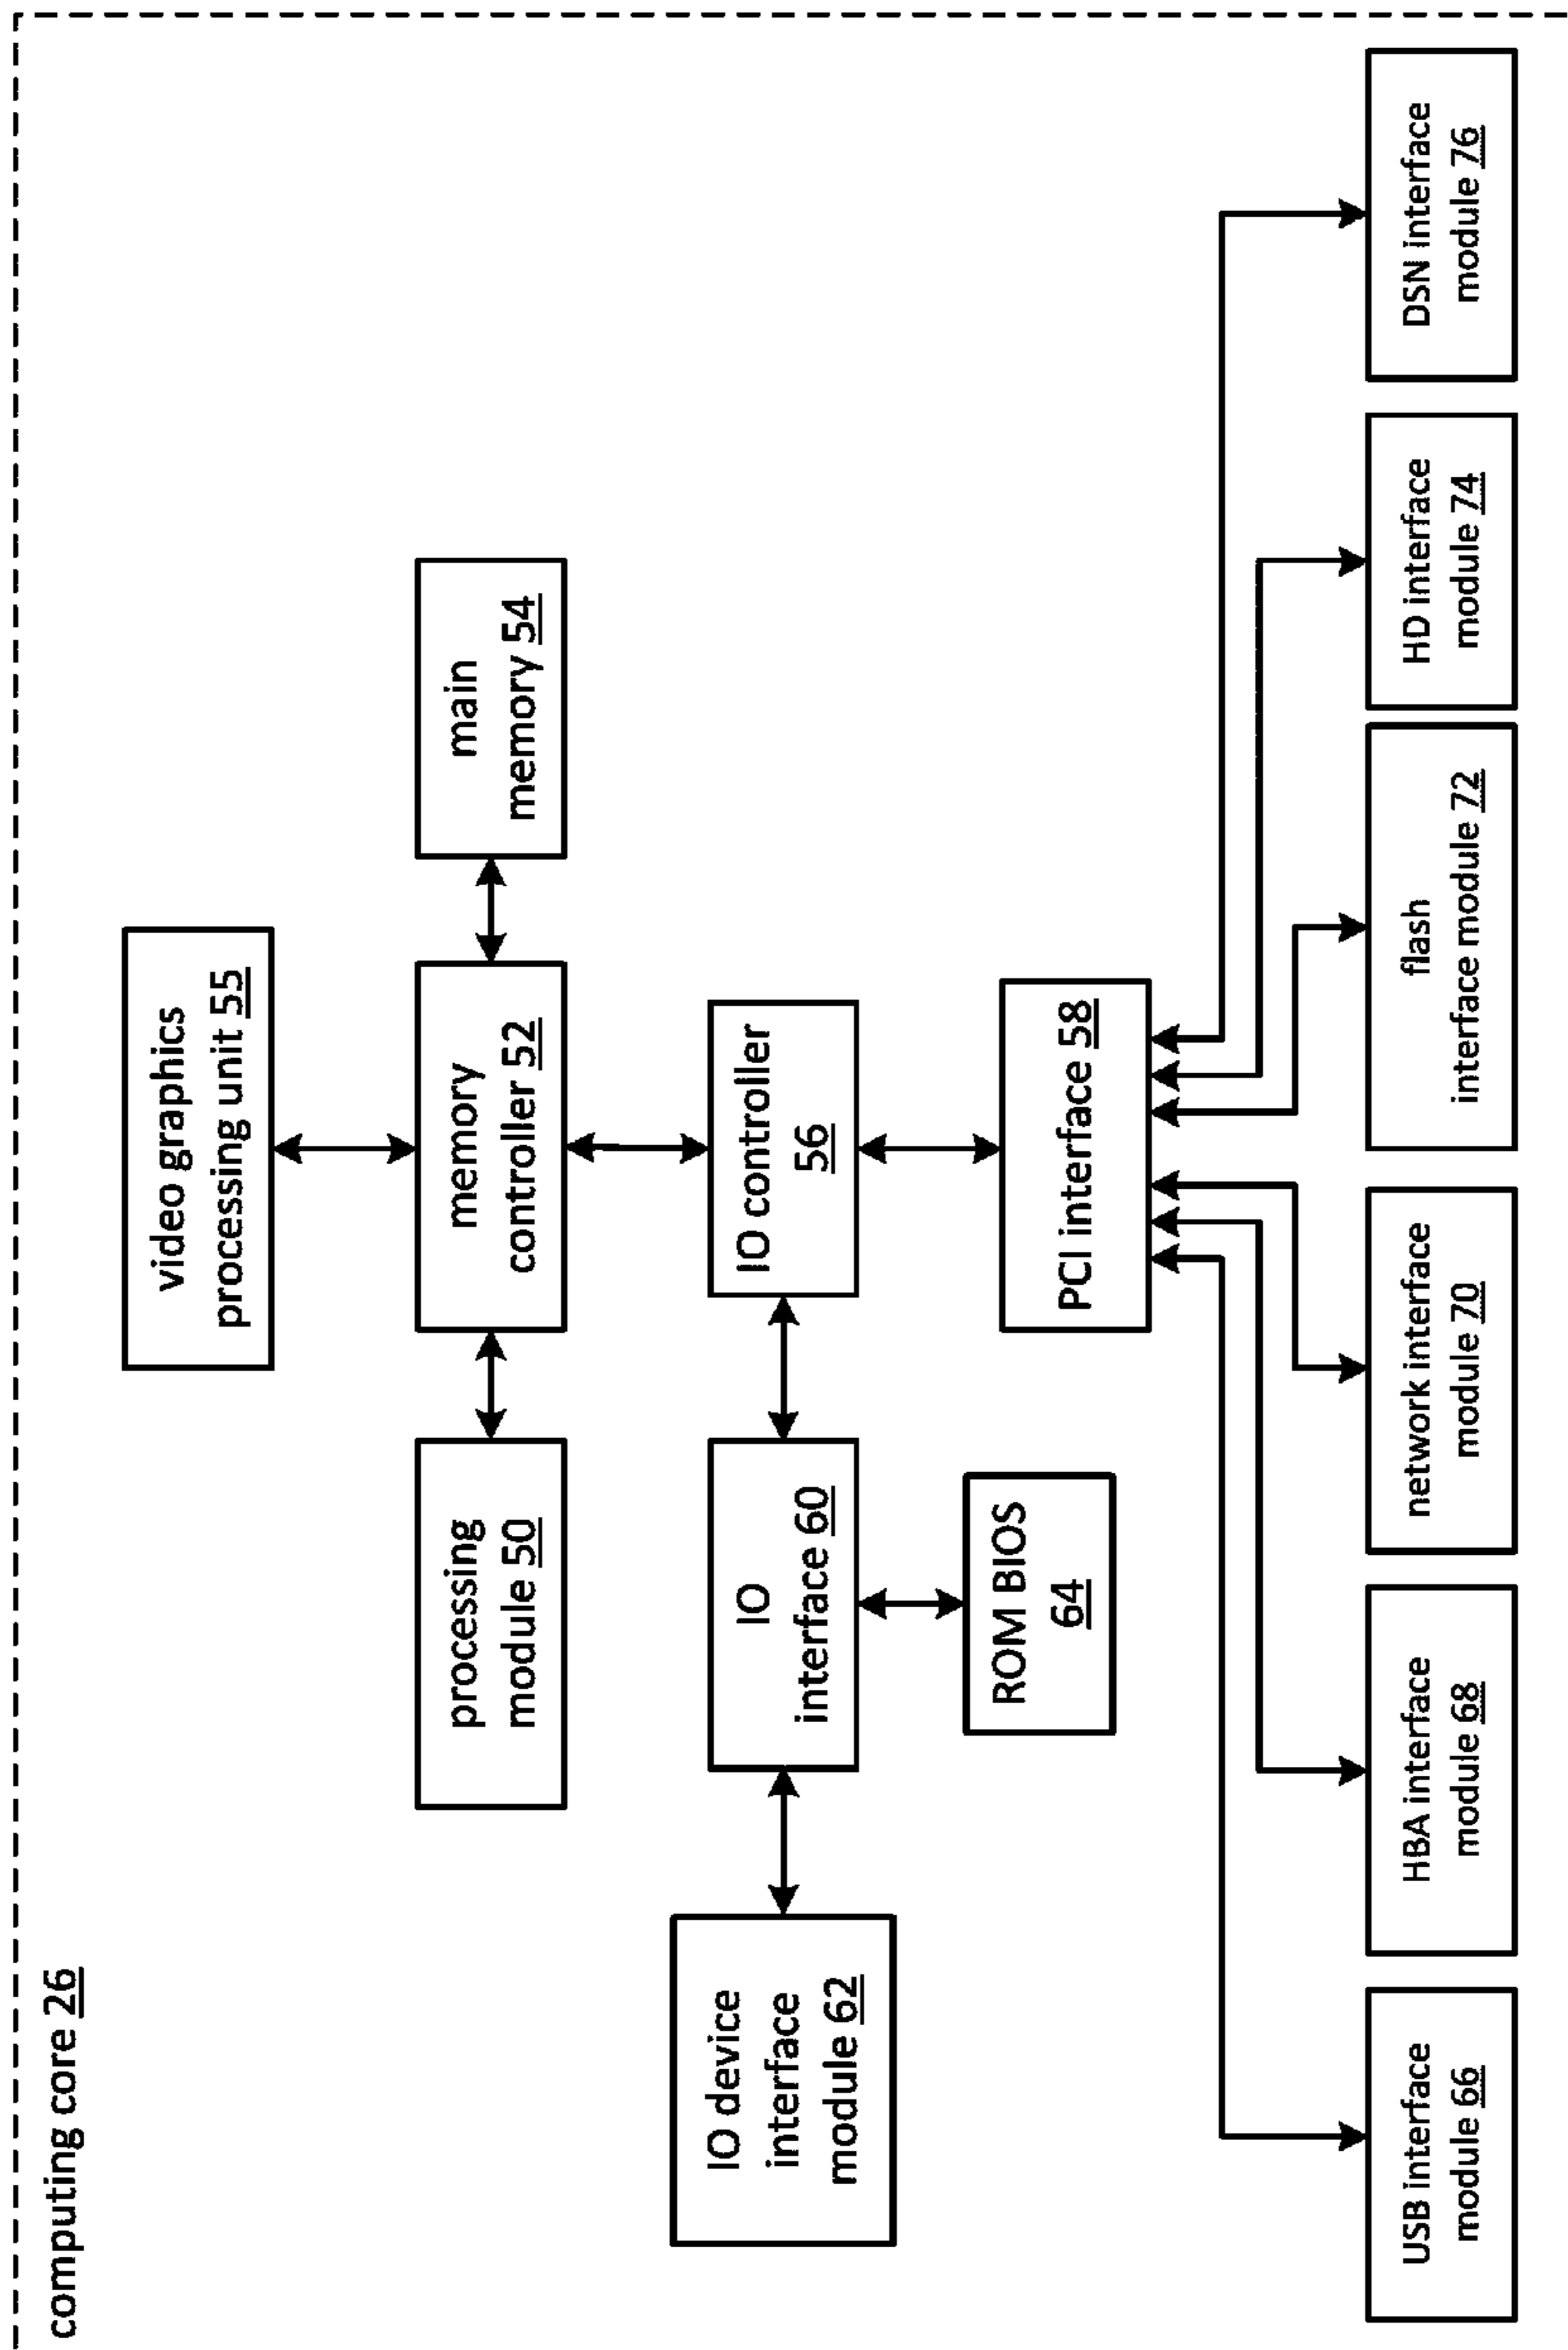 computing core 26
video graphics
processing unit 55
processing
module 50
memory
controller 52
main
memory 54
IO device
interface
module 62
IO
interface 60
IO controller
56
ROM BIOS
64
PCI interface 58
USB interface
module 66
HBA interface
module 68
network interface
module 70
flash
interface module 72
HD interface
module 74
DSN interface
module 76